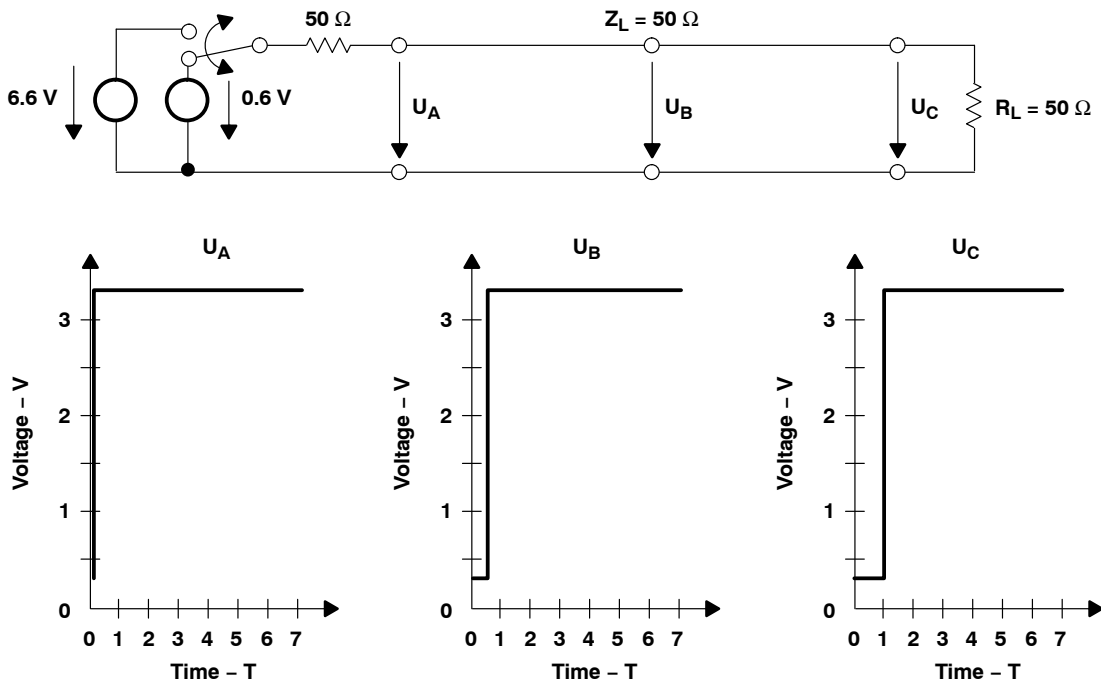 50 Ω
Z_L = 50 Ω
6.6 V
0.6 V
U_A
U_B
U_C
R_L = 50 Ω
U_A
U_B
U_C
3
2
1
0
Voltage – V
0 1 2 3 4 5 6 7
Time – T
3
2
1
0
Voltage – V
0 1 2 3 4 5 6 7
Time – T
3
2
1
0
Voltage – V
0 1 2 3 4 5 6 7
Time – T